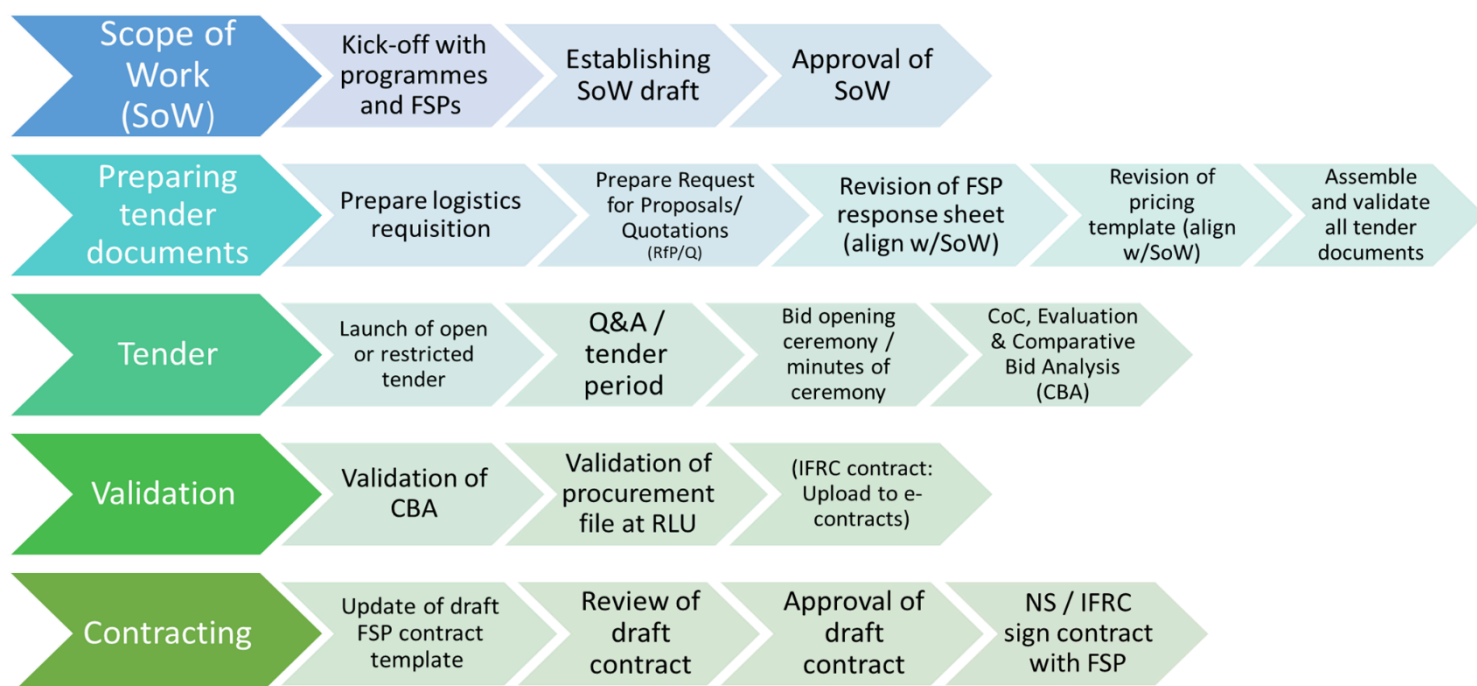 Scope of
Work
(SoW)
Kick-off with
programmes
and FSPs
Establishing
SoW draft
Approval of
SoW
Preparing
tender
documents
Prepare logistics
requisition
Prepare Request
for Proposals/
Quotations
(RfP/Q)
Revision of FSP
response sheet
(align w/SoW)
Revision of
pricing
template (align
w/SoW)
Assemble
and validate
all tender
documents
Tender
Launch of open
or restricted
tender
Q&A /
tender
period
Bid opening
ceremony /
minutes of
ceremony
CoC, Evaluation
& Comparative
Bid Analysis
(CBA)
Validation
Validation of
CBA
Validation of
procurement
file at RLU
(IFRC contract:
Upload to e-
contracts)
Contracting
Update of draft
FSP contract
template
Review of
draft
contract
Approval of
draft
contract
NS / IFRC
sign contract
with FSP